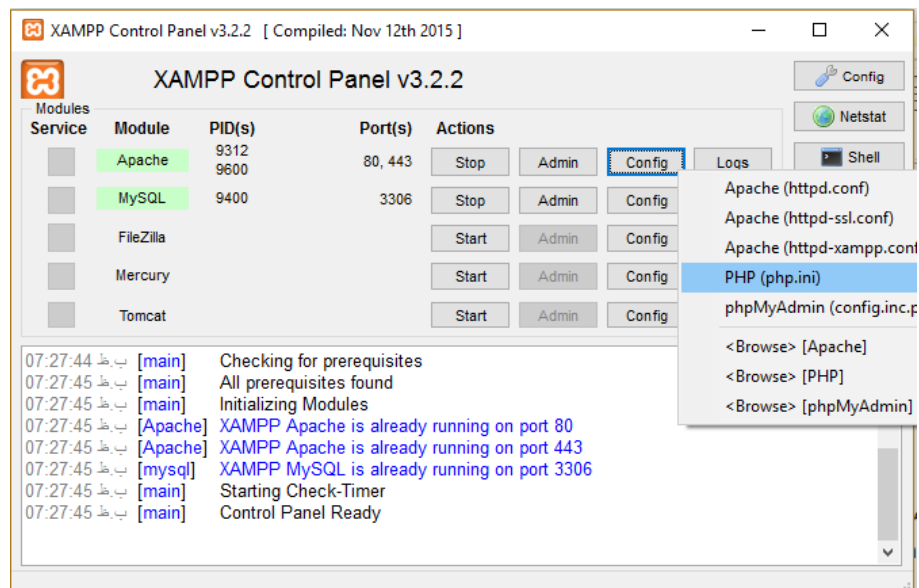 XAMPP Control Panel v3.2.2 [ Compiled: Nov 12th 2015 ]
XAMPP Control Panel v3.2.2
Config
Netstat
Shell
Modules
Service Module PID(s) Port(s) Actions
Apache 9312 9600 80, 443 Stop Admin Config Logs
MySQL 9400 3306 Stop Admin Config
FileZilla Start Admin Config
Mercury Start Admin Config
Tomcat Start Admin Config
Apache (httpd.conf)
Apache (httpd-ssl.conf)
Apache (httpd-xampp.conf
PHP (php.ini)
phpMyAdmin (config.inc.p
<Browse> [Apache]
<Browse> [PHP]
<Browse> [phpMyAdmin]
07:27:44 ب.ظ [main] Checking for prerequisites
07:27:45 ب.ظ [main] All prerequisites found
07:27:45 ب.ظ [main] Initializing Modules
07:27:45 ب.ظ [Apache] XAMPP Apache is already running on port 80
07:27:45 ب.ظ [Apache] XAMPP Apache is already running on port 443
07:27:45 ب.ظ [mysql] XAMPP MySQL is already running on port 3306
07:27:45 ب.ظ [main] Starting Check-Timer
07:27:45 ب.ظ [main] Control Panel Ready